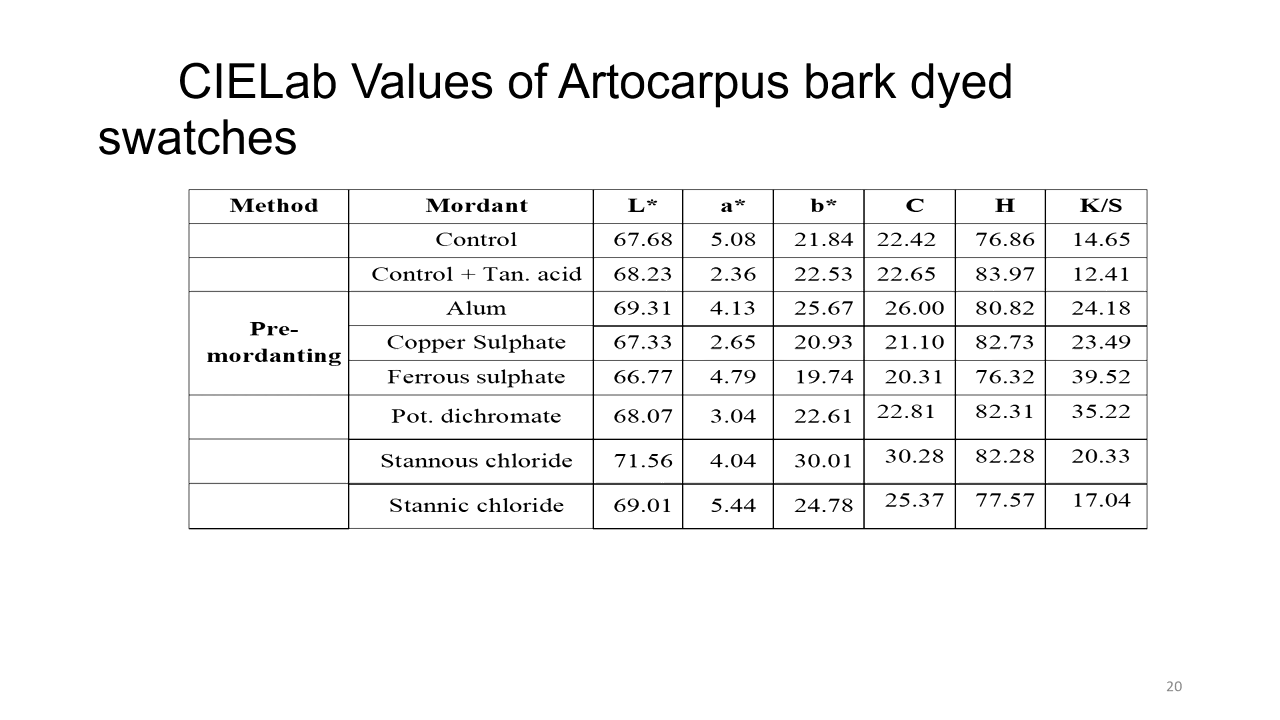 CIELab Values of Artocarpus bark dyed
swatches
Method Mordant L* a* b* C H K/S
Control 67.68 5.08 21.84 22.42 76.86 14.65
Control + Tan. acid 68.23 2.36 22.53 22.65 83.97 12.41
Pre-
mordanting
Alum 69.31 4.13 25.67 26.00 80.82 24.18
Copper Sulphate 67.33 2.65 20.93 21.10 82.73 23.49
Ferrous sulphate 66.77 4.79 19.74 20.31 76.32 39.52
Pot. dichromate 68.07 3.04 22.61 22.81 82.31 35.22
Stannous chloride 71.56 4.04 30.01 30.28 82.28 20.33
Stannic chloride 69.01 5.44 24.78 25.37 77.57 17.04
20